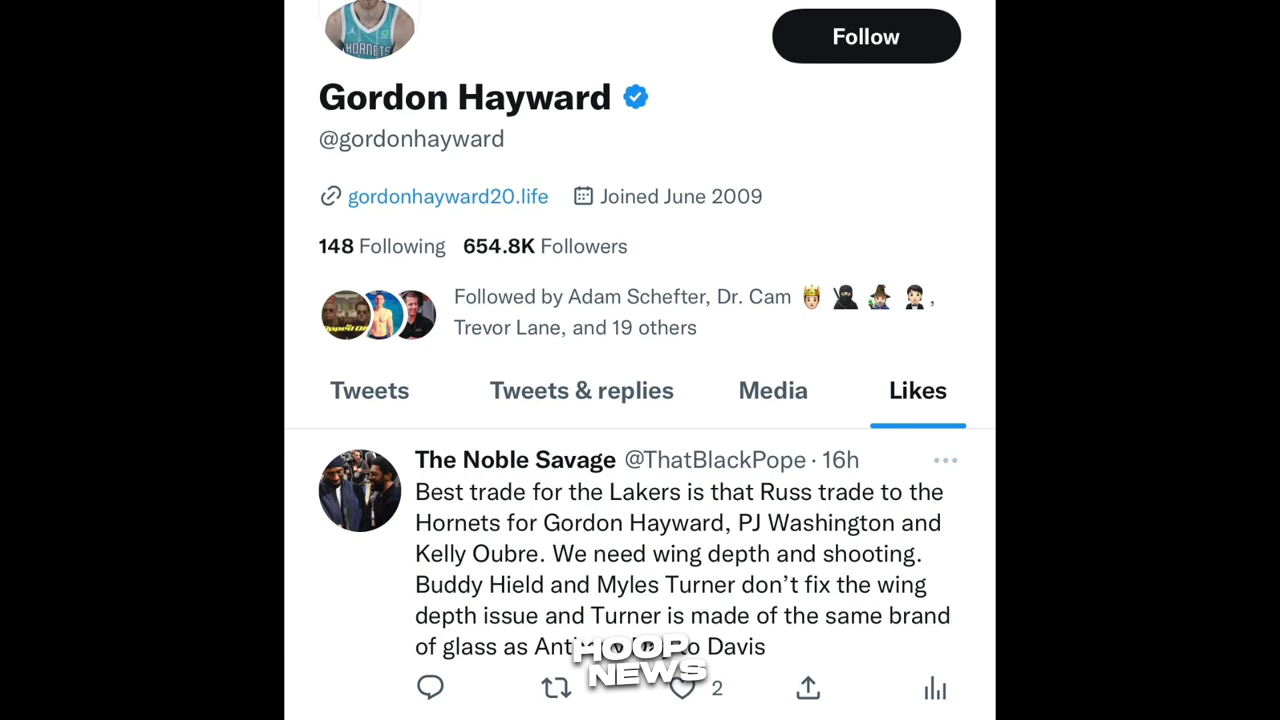 HORNETS
Follow
Gordon Hayward
@gordonhayward
gordonhayward20.life Joined June 2009
148 Following 654.8K Followers
Followed by Adam Schefter, Dr. Cam 🤴🏻 🥷🏿 🧙🏻‍♀️ 🤵🏻 ,
Trevor Lane, and 19 others
Tweets Tweets & replies Media Likes
The Noble Savage @ThatBlackPope · 16h
Best trade for the Lakers is that Russ trade to the
Hornets for Gordon Hayward, PJ Washington and
Kelly Oubre. We need wing depth and shooting.
Buddy Hield and Myles Turner don’t fix the wing
depth issue and Turner is made of the same brand
of glass as Davis
HOOP
NEWS
2